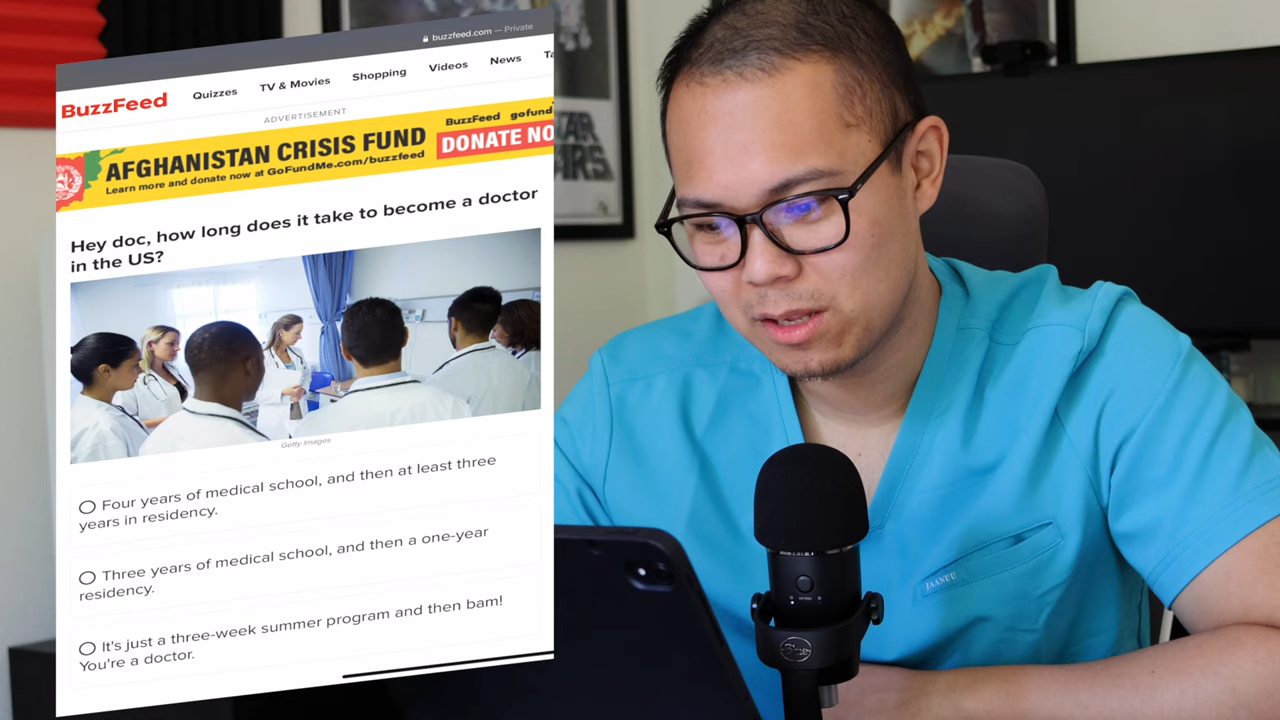 buzzfeed.com — Private
BuzzFeed Quizzes TV & Movies Shopping Videos News
ADVERTISEMENT
AFGHANISTAN CRISIS FUND
Learn more and donate now at GoFundMe.com/buzzfeed
BuzzFeed gofund
DONATE NO
Hey doc, how long does it take to become a doctor
in the US?
Getty Images
Four years of medical school, and then at least three
years in residency.
Three years of medical school, and then a one-year
residency.
It's just a three-week summer program and then bam!
You're a doctor.
WARS
JAANUU
Blue